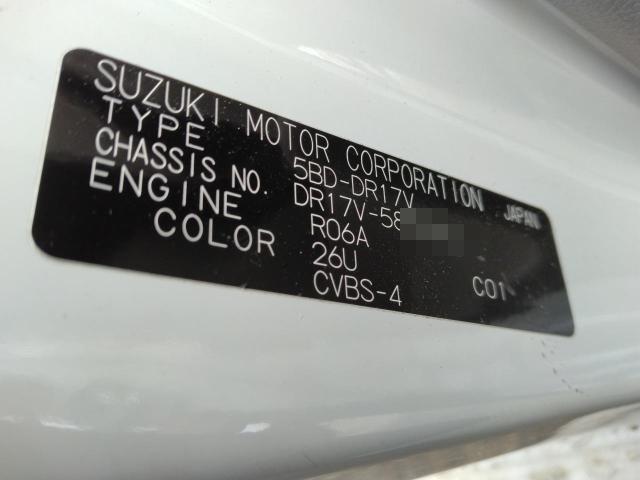 SUZUKI MOTOR CORPORATION JAPAN
TYPE 5BD-DR17V
CHASSIS NO. DR17V-58
ENGINE R06A
COLOR 26U
CVBS-4 C01